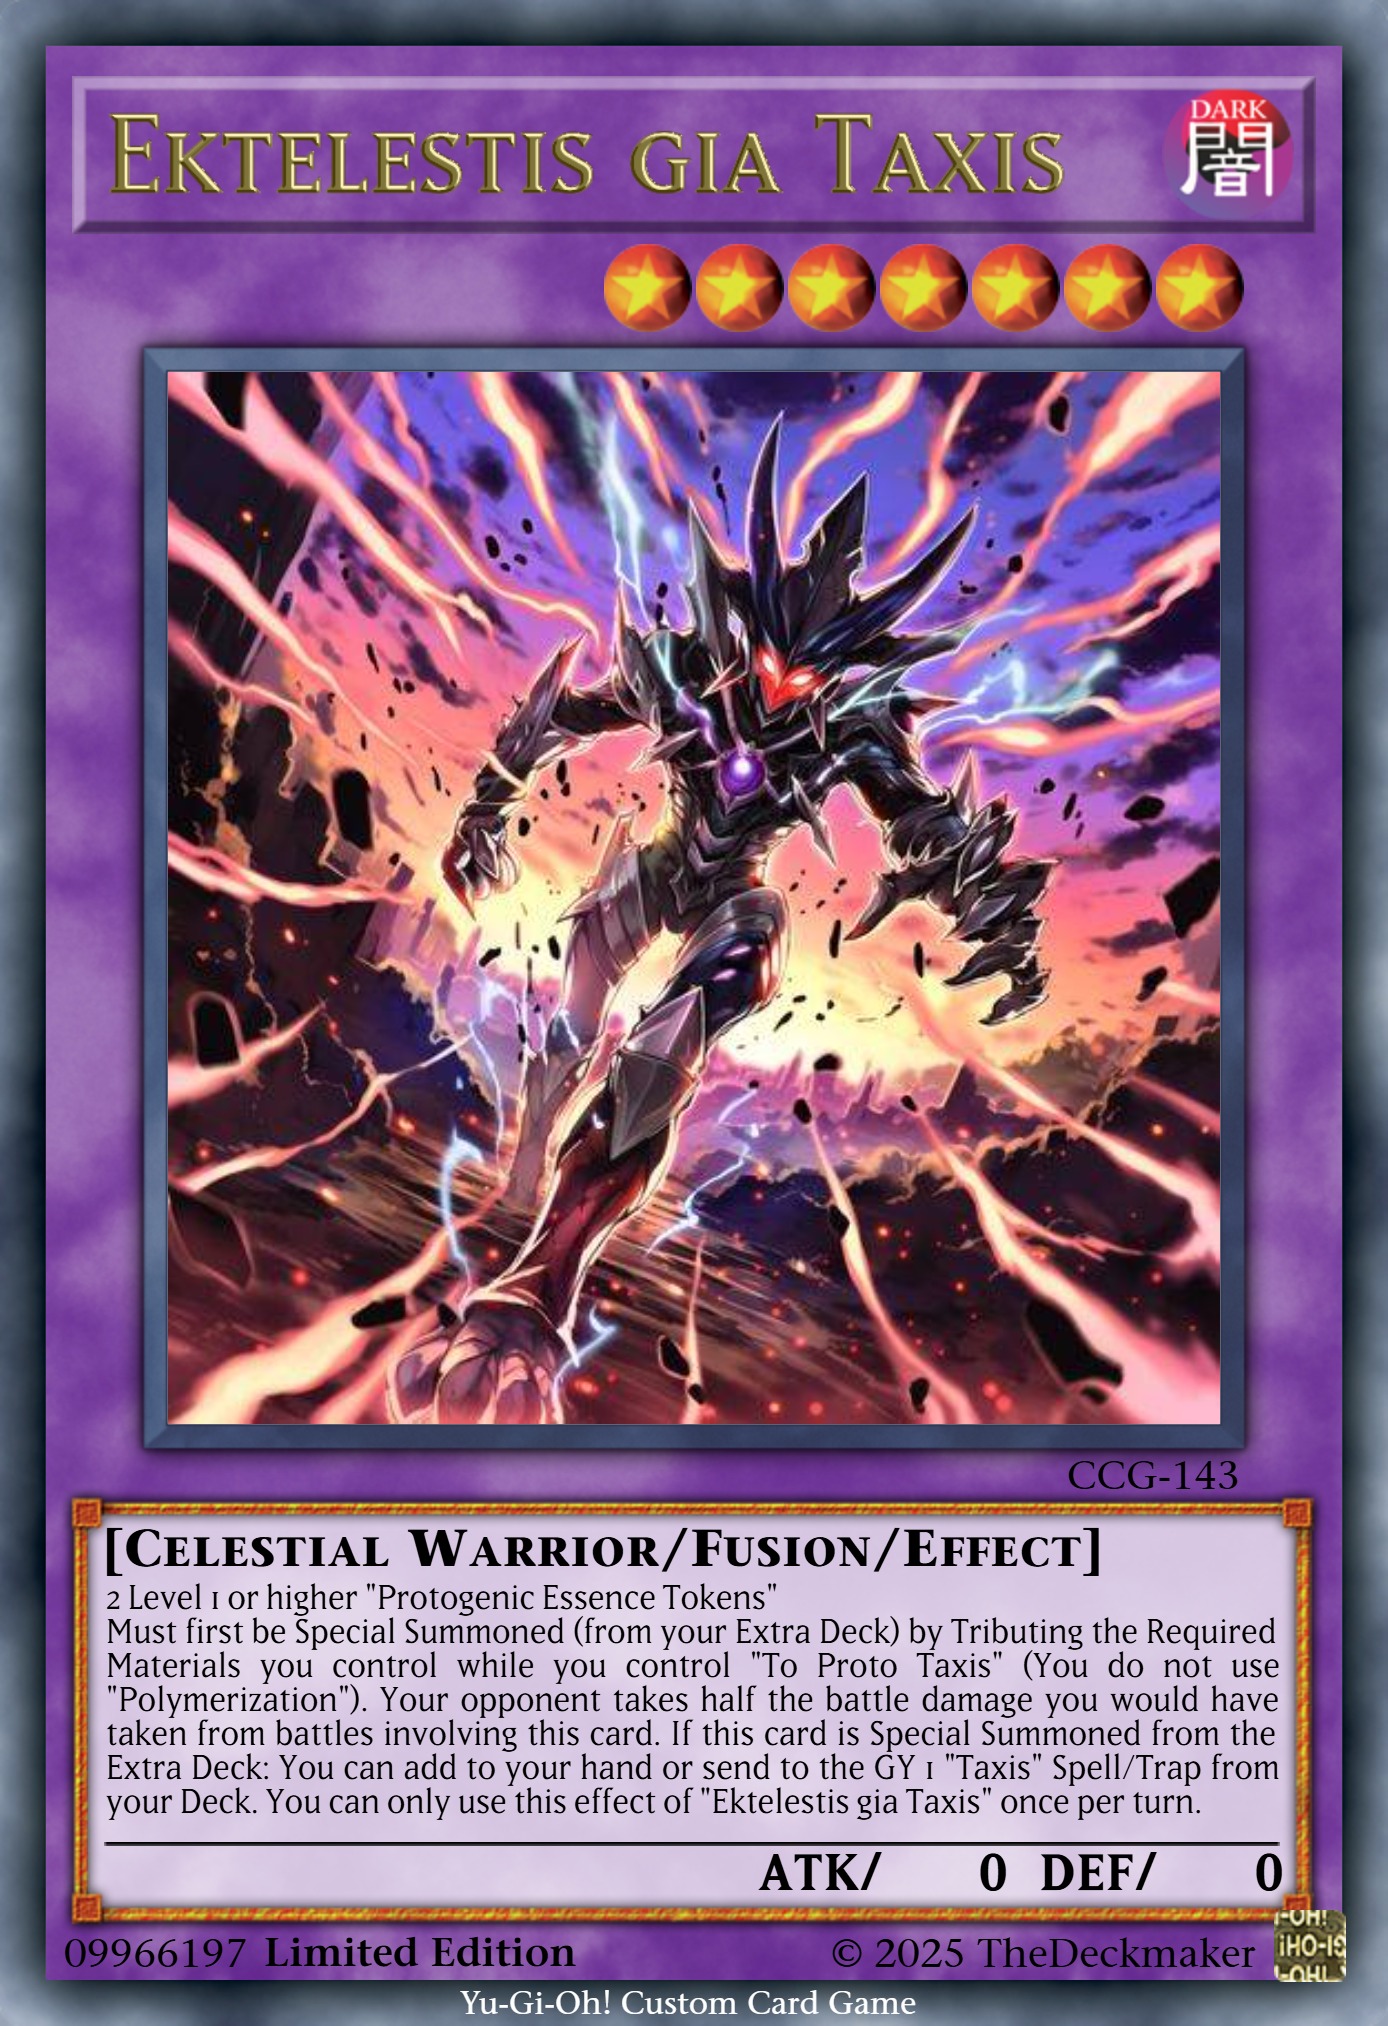 Ektelestis gia Taxis
DARK
闇
CCG-143
[Celestial Warrior/Fusion/Effect]
2 Level 1 or higher "Protogenic Essence Tokens"
Must first be Special Summoned (from your Extra Deck) by Tributing the Required
Materials you control while you control "To Proto Taxis" (You do not use
"Polymerization"). Your opponent takes half the battle damage you would have
taken from battles involving this card. If this card is Special Summoned from the
Extra Deck: You can add to your hand or send to the GY 1 "Taxis" Spell/Trap from
your Deck. You can only use this effect of "Ektelestis gia Taxis" once per turn.
ATK/ 0 DEF/ 0
09966197 Limited Edition © 2025 TheDeckmaker
Yu-Gi-Oh! Custom Card Game